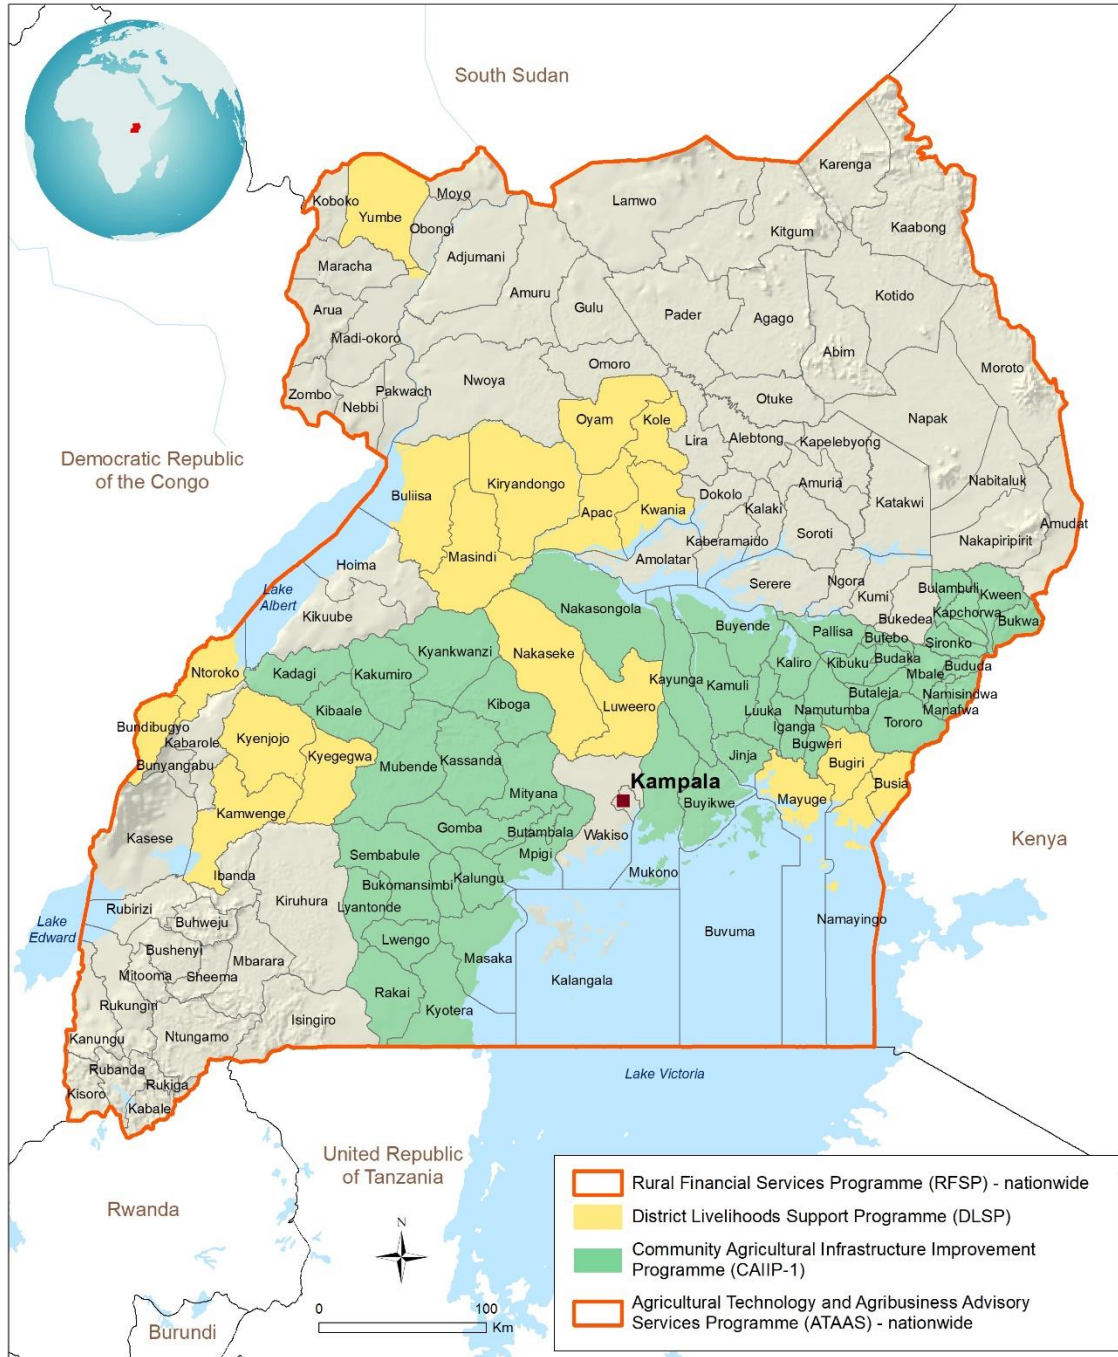 South Sudan
Karenga
Koboko
Moyo
Yumbe
Lamwo
Kaabong
Obongi
Kitgum
Adjumani
Maracha
Kotido
Amuru
Gulu
Pader
Agago
Arua
Madi-okoro
Abim
Omoro
Moroto
Nwoya
Zombo
Pakwach
Nebbi
Otuke
Napak
Oyam
Kole
Lira
Alebtong
Kapelebyong
Democratic Republic
of the Congo
Kiryandongo
Buliisa
Amuria
Nabitaluk
Dokolo
Kwania
Katakwi
Apac
Kalaki
Amudat
Soroti
Kaberamaido
Nakapiripirit
Masindi
Amolatar
Hoima
Serere
Ngora
Lake
Albert
Kumi
Bulambuli
Kween
Nakasongola
Kikuube
Kapchorwa
Bukedea
Bukwa
Buyende
Pallisa
Butebo
Sironko
Kyankwanzi
Nakaseke
Kaliro
Kibuku
Budaka
Bududa
Ntoroko
Kadagi
Kakumiro
Mbale
Kayunga
Kamuli
Butaleja
Namisindwa
Kibaale
Kiboga
Luweero
Luuka
Namutumba
Manafwa
Bundibugyo
Tororo
Iganga
Kabarole
Kyenjojo
Bugweri
Kyegegwa
Jinja
Bunyangabu
Mubende
Kassanda
Bugiri
Kampala
Busia
Mityana
Mayuge
Buyikwe
Kamwenge
Gomba
Butambala
Wakiso
Kasese
Kenya
Sembabule
Mpigi
Mukono
Ibanda
Kalungu
Bukomansimbi
Kiruhura
Rubirizi
Lyantonde
Lake
Edward
Buhweju
Namayingo
Buvuma
Lwengo
Bushenyi
Mbarara
Masaka
Mitooma
Sheema
Kalangala
Rakai
Rukungiri
Kyotera
Isingiro
Ntungamo
Kanungu
Rubanda
Lake Victoria
Rukiga
Kisoro
Kabale
United Republic
of Tanzania
Rwanda
N
Burundi
0
100
Km
Rural Financial Services Programme (RFSP) - nationwide
District Livelihoods Support Programme (DLSP)
Community Agricultural Infrastructure Improvement
Programme (CAIIP-1)
Agricultural Technology and Agribusiness Advisory
Services Programme (ATAAS) - nationwide